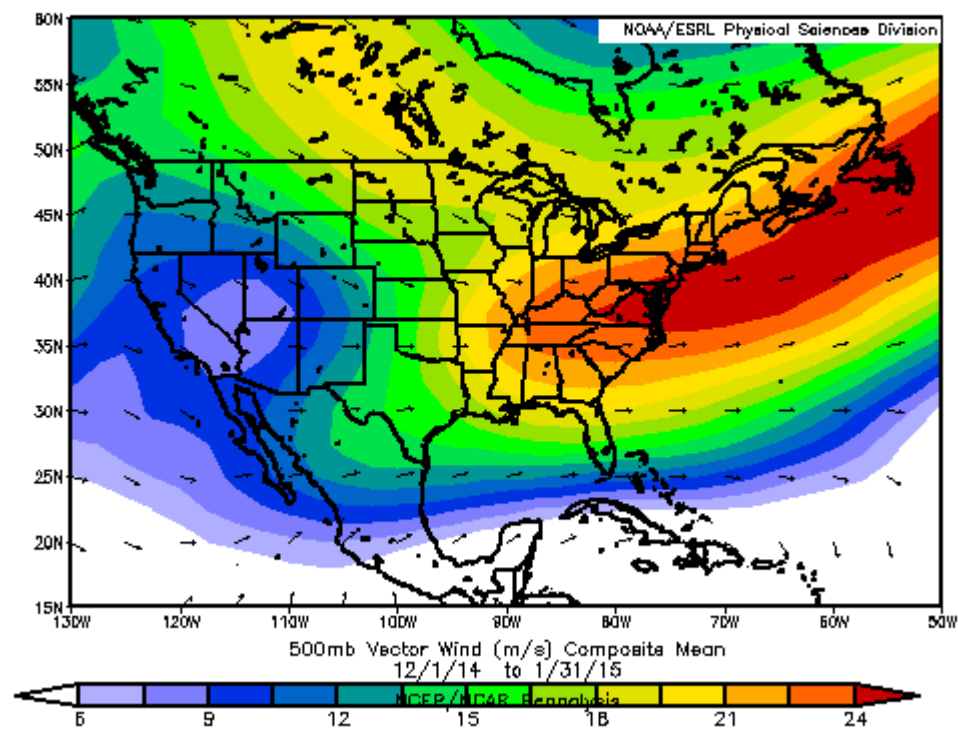 NOAA/ESRL Physical Sciences Division
60N
55N
50N
45N
40N
35N
30N
25N
20N
15N
130W 120W 110W 100W 90W 80W 70W 60W 50W
500mb Vector Wind (m/s) Composite Mean
12/1/14 to 1/31/15
NCEP/NCAR Reanalysis
6 9 12 15 18 21 24